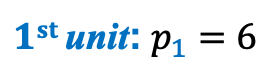 1st unit: p₁ = 6